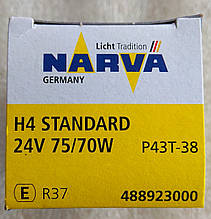 Licht Tradition
NARVA
GERMANY
H4 STANDARD
24V 75/70W P43T-38
E R37 488923000